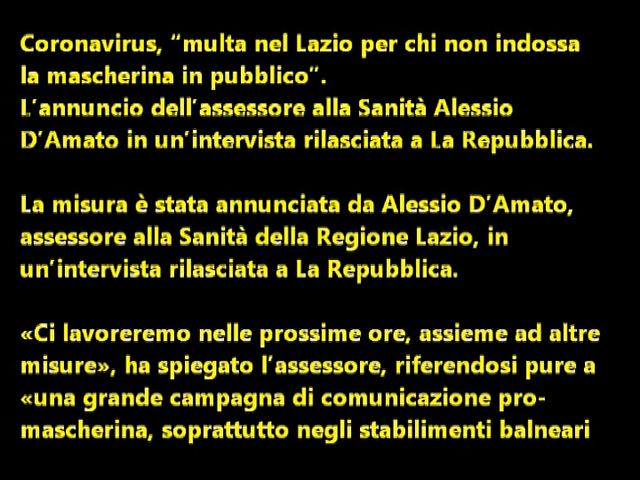 Coronavirus, “multa nel Lazio per chi non indossa
la mascherina in pubblico”.
L’annuncio dell’assessore alla Sanità Alessio
D’Amato in un’intervista rilasciata a La Repubblica.
La misura è stata annunciata da Alessio D’Amato,
assessore alla Sanità della Regione Lazio, in
un’intervista rilasciata a La Repubblica.
«Ci lavoreremo nelle prossime ore, assieme ad altre
misure», ha spiegato l’assessore, riferendosi pure a
«una grande campagna di comunicazione pro-
mascherina, soprattutto negli stabilimenti balneari